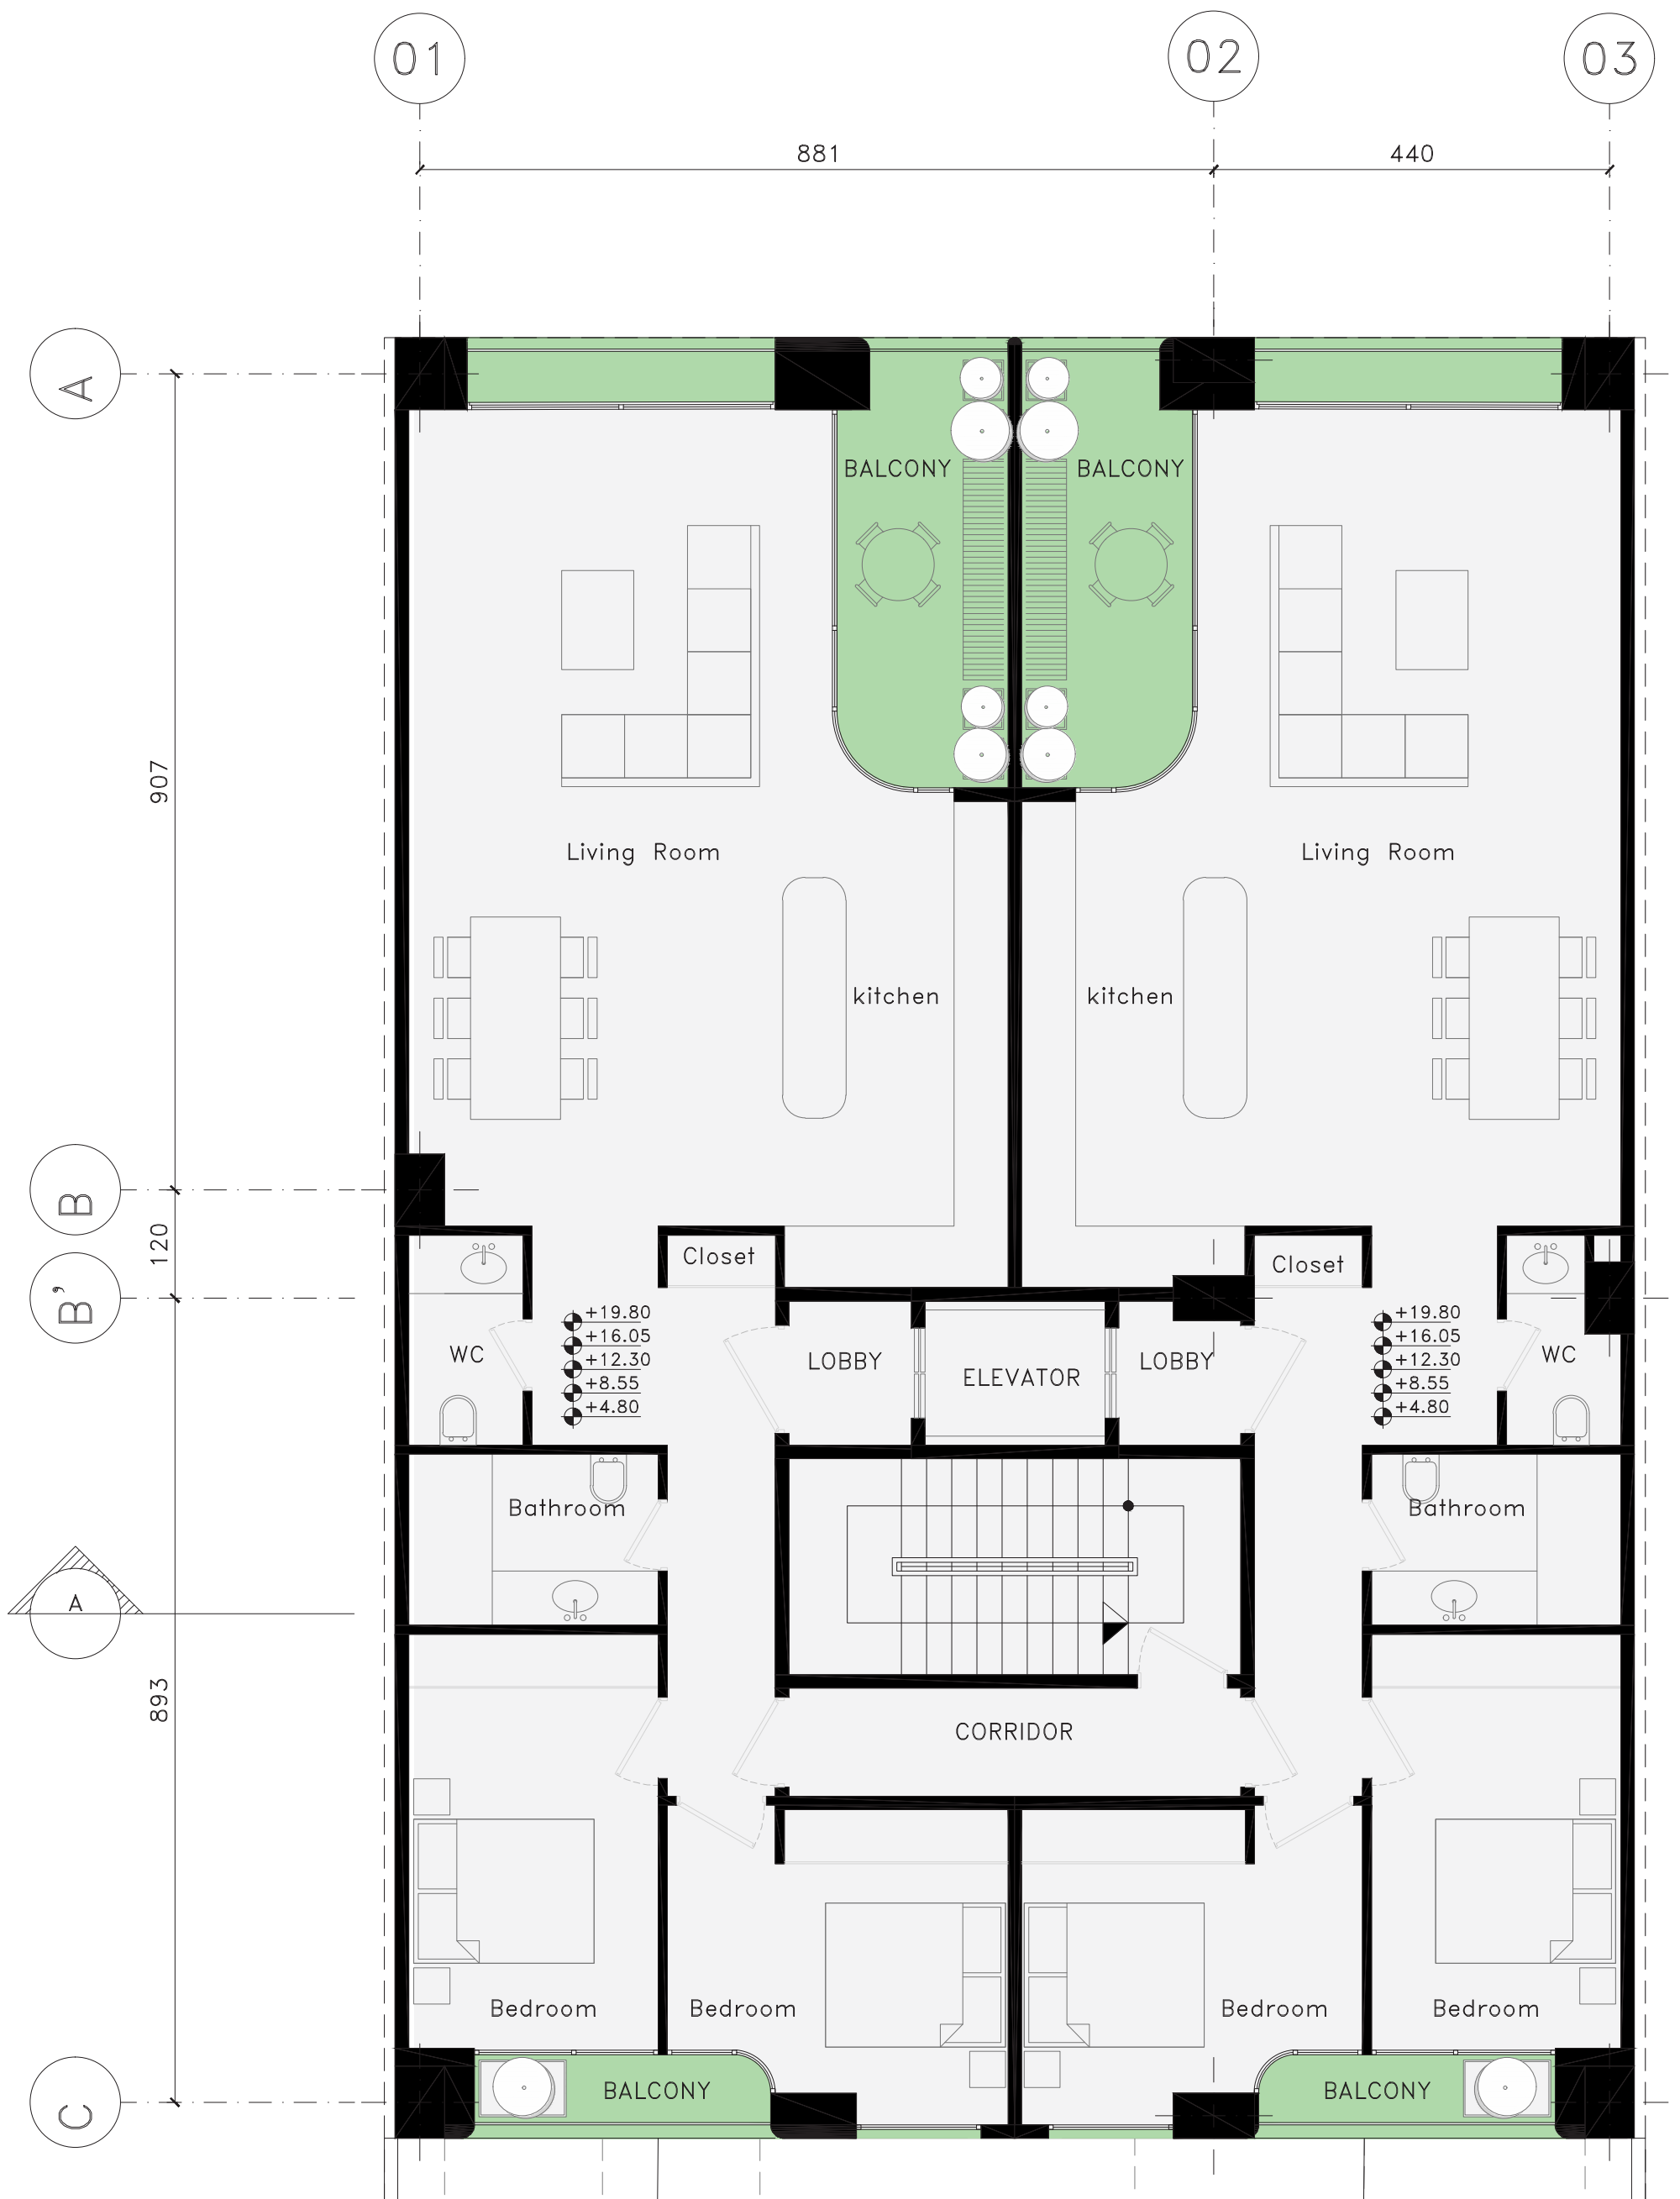 01 02 03
881 440
A
BALCONY BALCONY
907
Living Room Living Room
kitchen kitchen
B
120
Closet Closet
B’
+19.80 +19.80
+16.05 +16.05
WC LOBBY LOBBY WC
+12.30 +12.30
ELEVATOR
+8.55 +8.55
+4.80 +4.80
Bathroom Bathroom
A
893
CORRIDOR
Bedroom Bedroom Bedroom Bedroom
BALCONY BALCONY
C